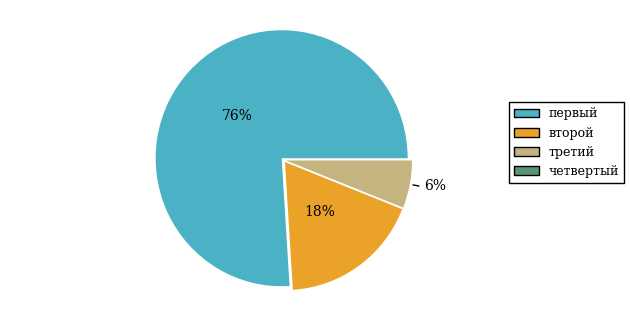 76%
18%
6%
первый
второй
третий
четвертый